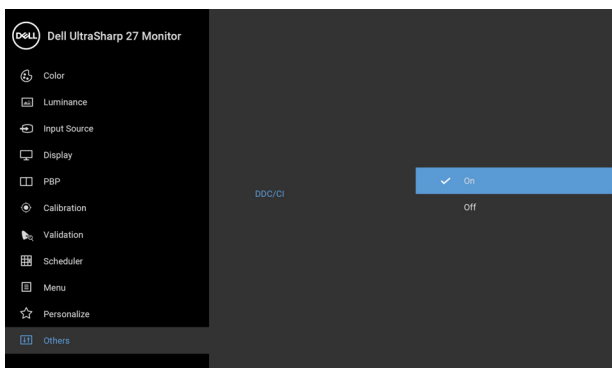 DELL
Dell UltraSharp 27 Monitor
Color
Luminance
Input Source
Display
PBP
Calibration
Validation
Scheduler
Menu
Personalize
Others
DDC/CI
On
Off